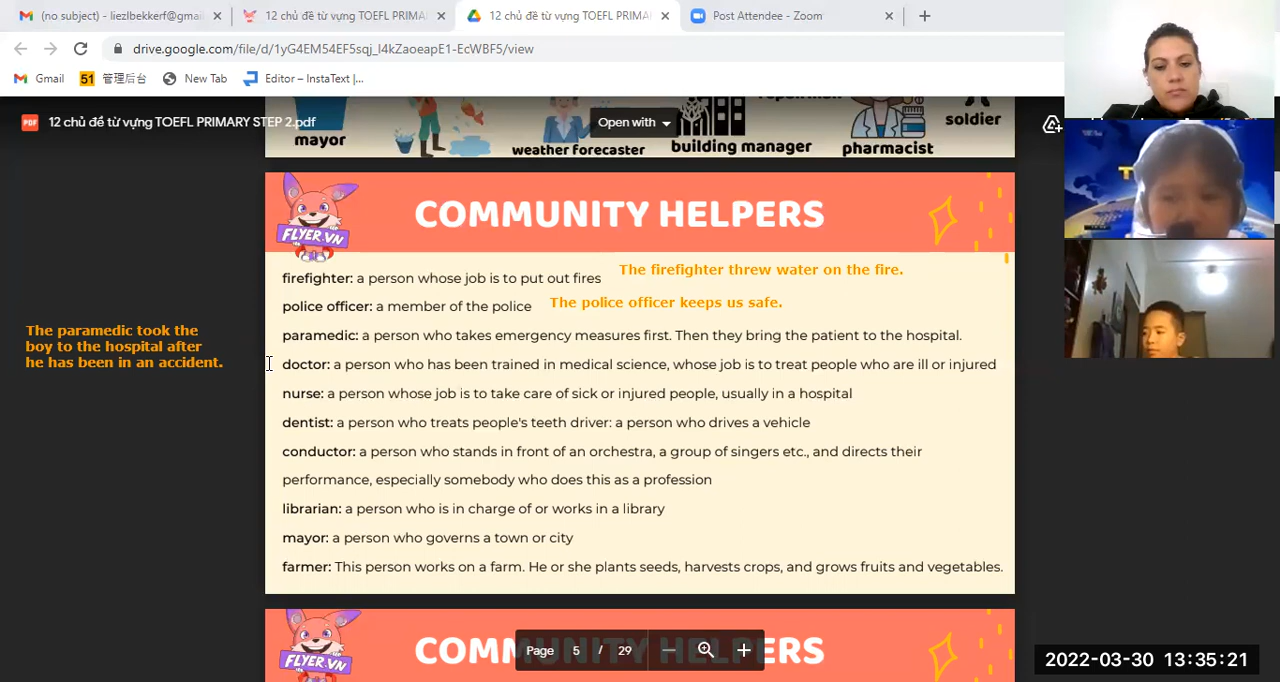 (no subject) - liezlbekkerf@gmai
12 chủ đề từ vựng TOEFL PRIMA
12 chủ đề từ vựng TOEFL PRIMA
Post Attendee - Zoom
drive.google.com/file/d/1yG4EM54EF5sqj_l4kZaoeapE1-EcWBF5/view
Gmail
51 管理后台
New Tab
Editor – InstaText |...
PDF 12 chủ đề từ vựng TOEFL PRIMARY STEP 2.pdf
Open with
mayor
weather forecaster
building manager
pharmacist
soldier
FLYER.VN
COMMUNITY HELPERS
firefighter: a person whose job is to put out fires
The firefighter threw water on the fire.
police officer: a member of the police
The police officer keeps us safe.
The paramedic took the
boy to the hospital after
he has been in an accident.
paramedic: a person who takes emergency measures first. Then they bring the patient to the hospital.
doctor: a person who has been trained in medical science, whose job is to treat people who are ill or injured
nurse: a person whose job is to take care of sick or injured people, usually in a hospital
dentist: a person who treats people's teeth driver: a person who drives a vehicle
conductor: a person who stands in front of an orchestra, a group of singers etc., and directs their
performance, especially somebody who does this as a profession
librarian: a person who is in charge of or works in a library
mayor: a person who governs a town or city
farmer: This person works on a farm. He or she plants seeds, harvests crops, and grows fruits and vegetables.
FLYER.VN
COMMUNITY HELPERS
Page 5 / 29
2022-03-30 13:35:21